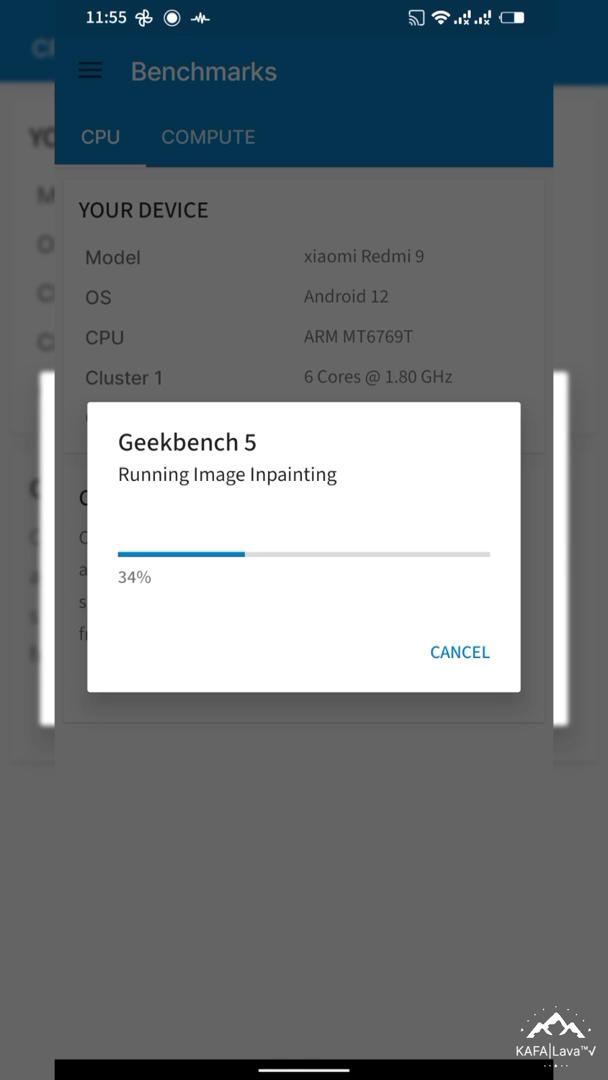 11:55
Benchmarks
CPU COMPUTE
YOUR DEVICE
Model xiaomi Redmi 9
OS Android 12
CPU ARM MT6769T
Cluster 1 6 Cores @ 1.80 GHz
Geekbench 5
Running Image Inpainting
34%
CANCEL
KAFA|Lava™√